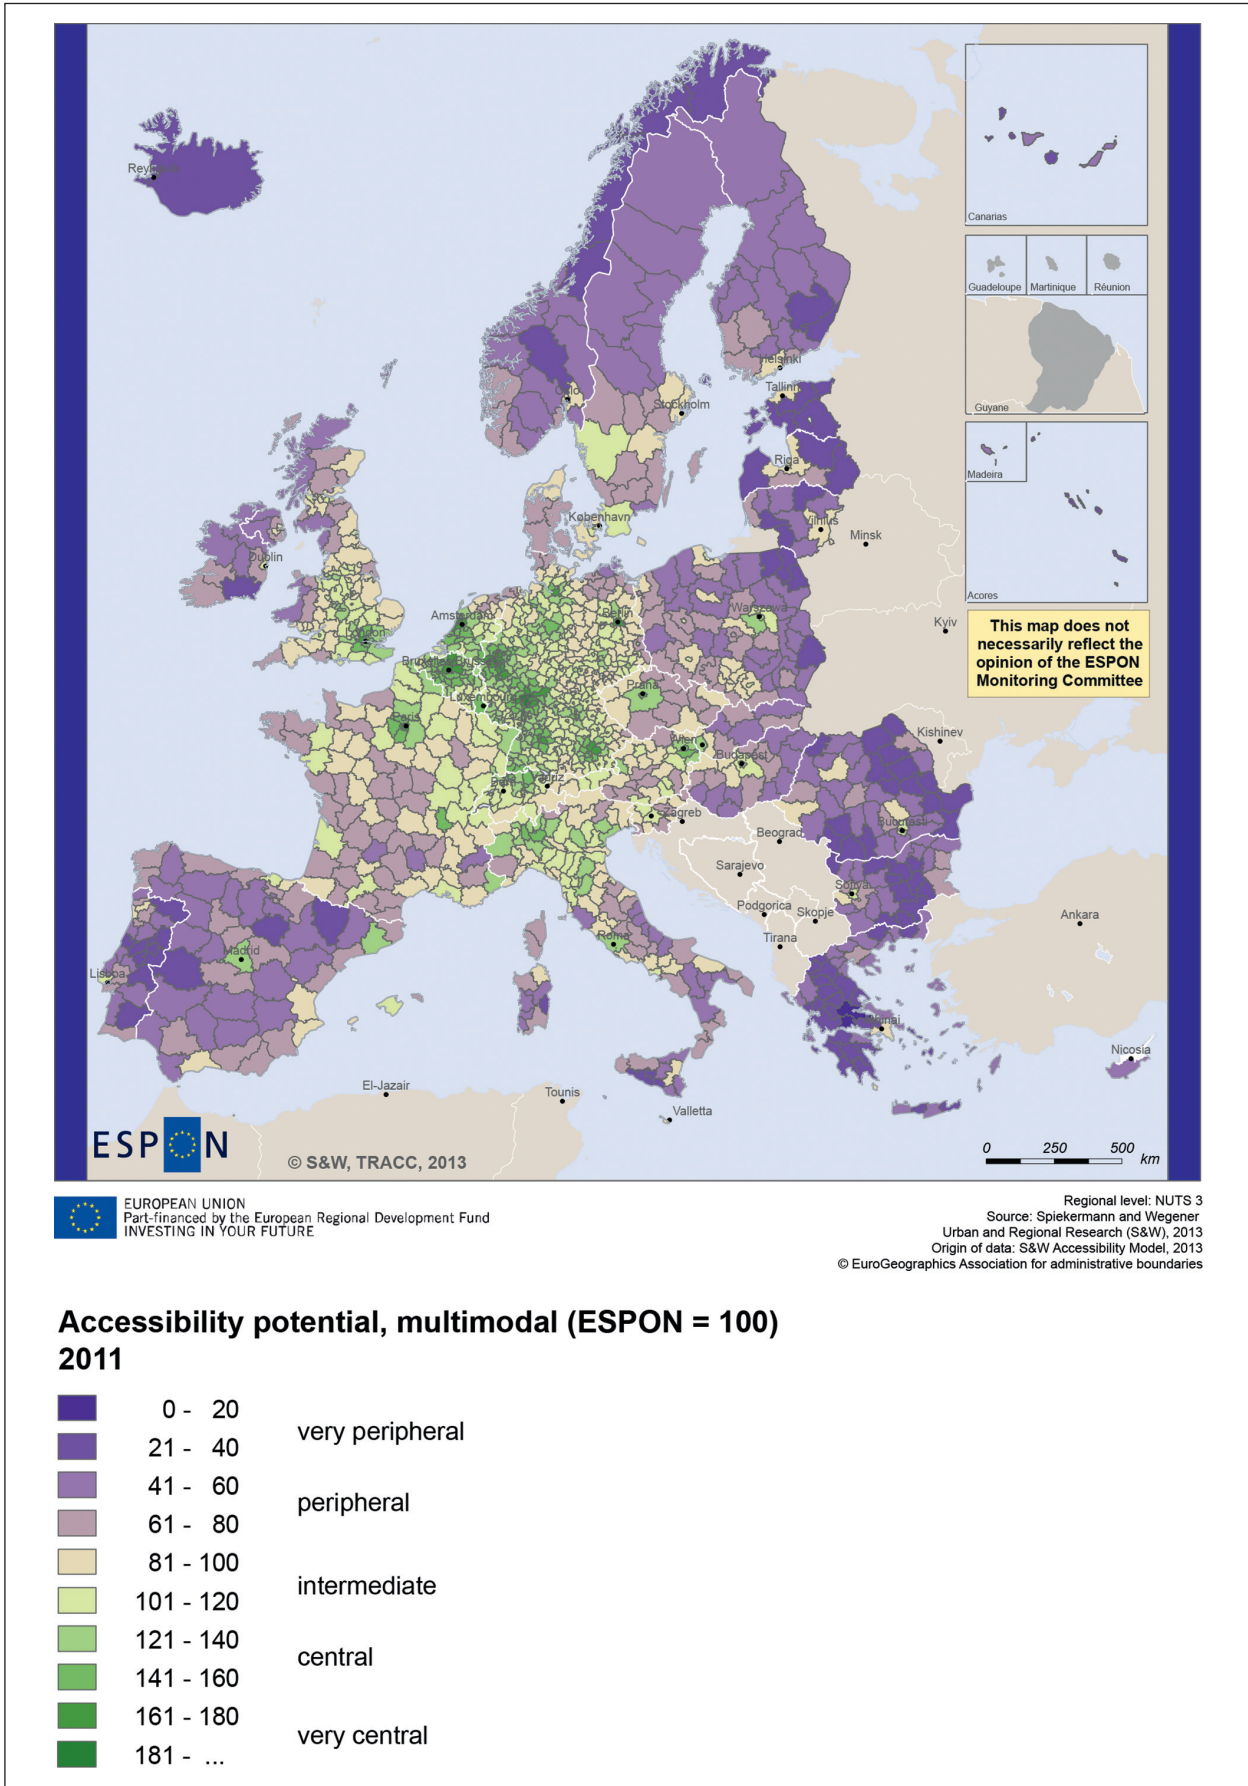 Reykjavik
Canarias
Guadeloupe
Martinique
Réunion
Guyane
Madeira
Acores
Helsinki
Tallinn
Oslo
Stockholm
Riga
København
Vilnius
Minsk
Dublin
Amsterdam
Berlin
Warszawa
London
Kyiv
This map does not
necessarily reflect the
opinion of the ESPON
Monitoring Committee
Bruxelles/Brussel
Luxembourg
Praha
Paris
Kishinev
Wien
Budapest
Bern
Vaduz
Zagreb
Beograd
Bucuresti
Sarajevo
Sofiya
Podgorica
Skopje
Ankara
Madrid
Roma
Tirana
Lisboa
Athinai
Nicosia
El-Jazair
Tounis
Valletta
ESPON
© S&W, TRACC, 2013
0 250 500
km
EUROPEAN UNION
Part-financed by the European Regional Development Fund
INVESTING IN YOUR FUTURE
Regional level: NUTS 3
Source: Spiekermann and Wegener
Urban and Regional Research (S&W), 2013
Origin of data: S&W Accessibility Model, 2013
© EuroGeographics Association for administrative boundaries
Accessibility potential, multimodal (ESPON = 100)
2011
0 - 20
very peripheral
21 - 40
41 - 60
peripheral
61 - 80
81 - 100
intermediate
101 - 120
121 - 140
central
141 - 160
161 - 180
very central
181 - ...